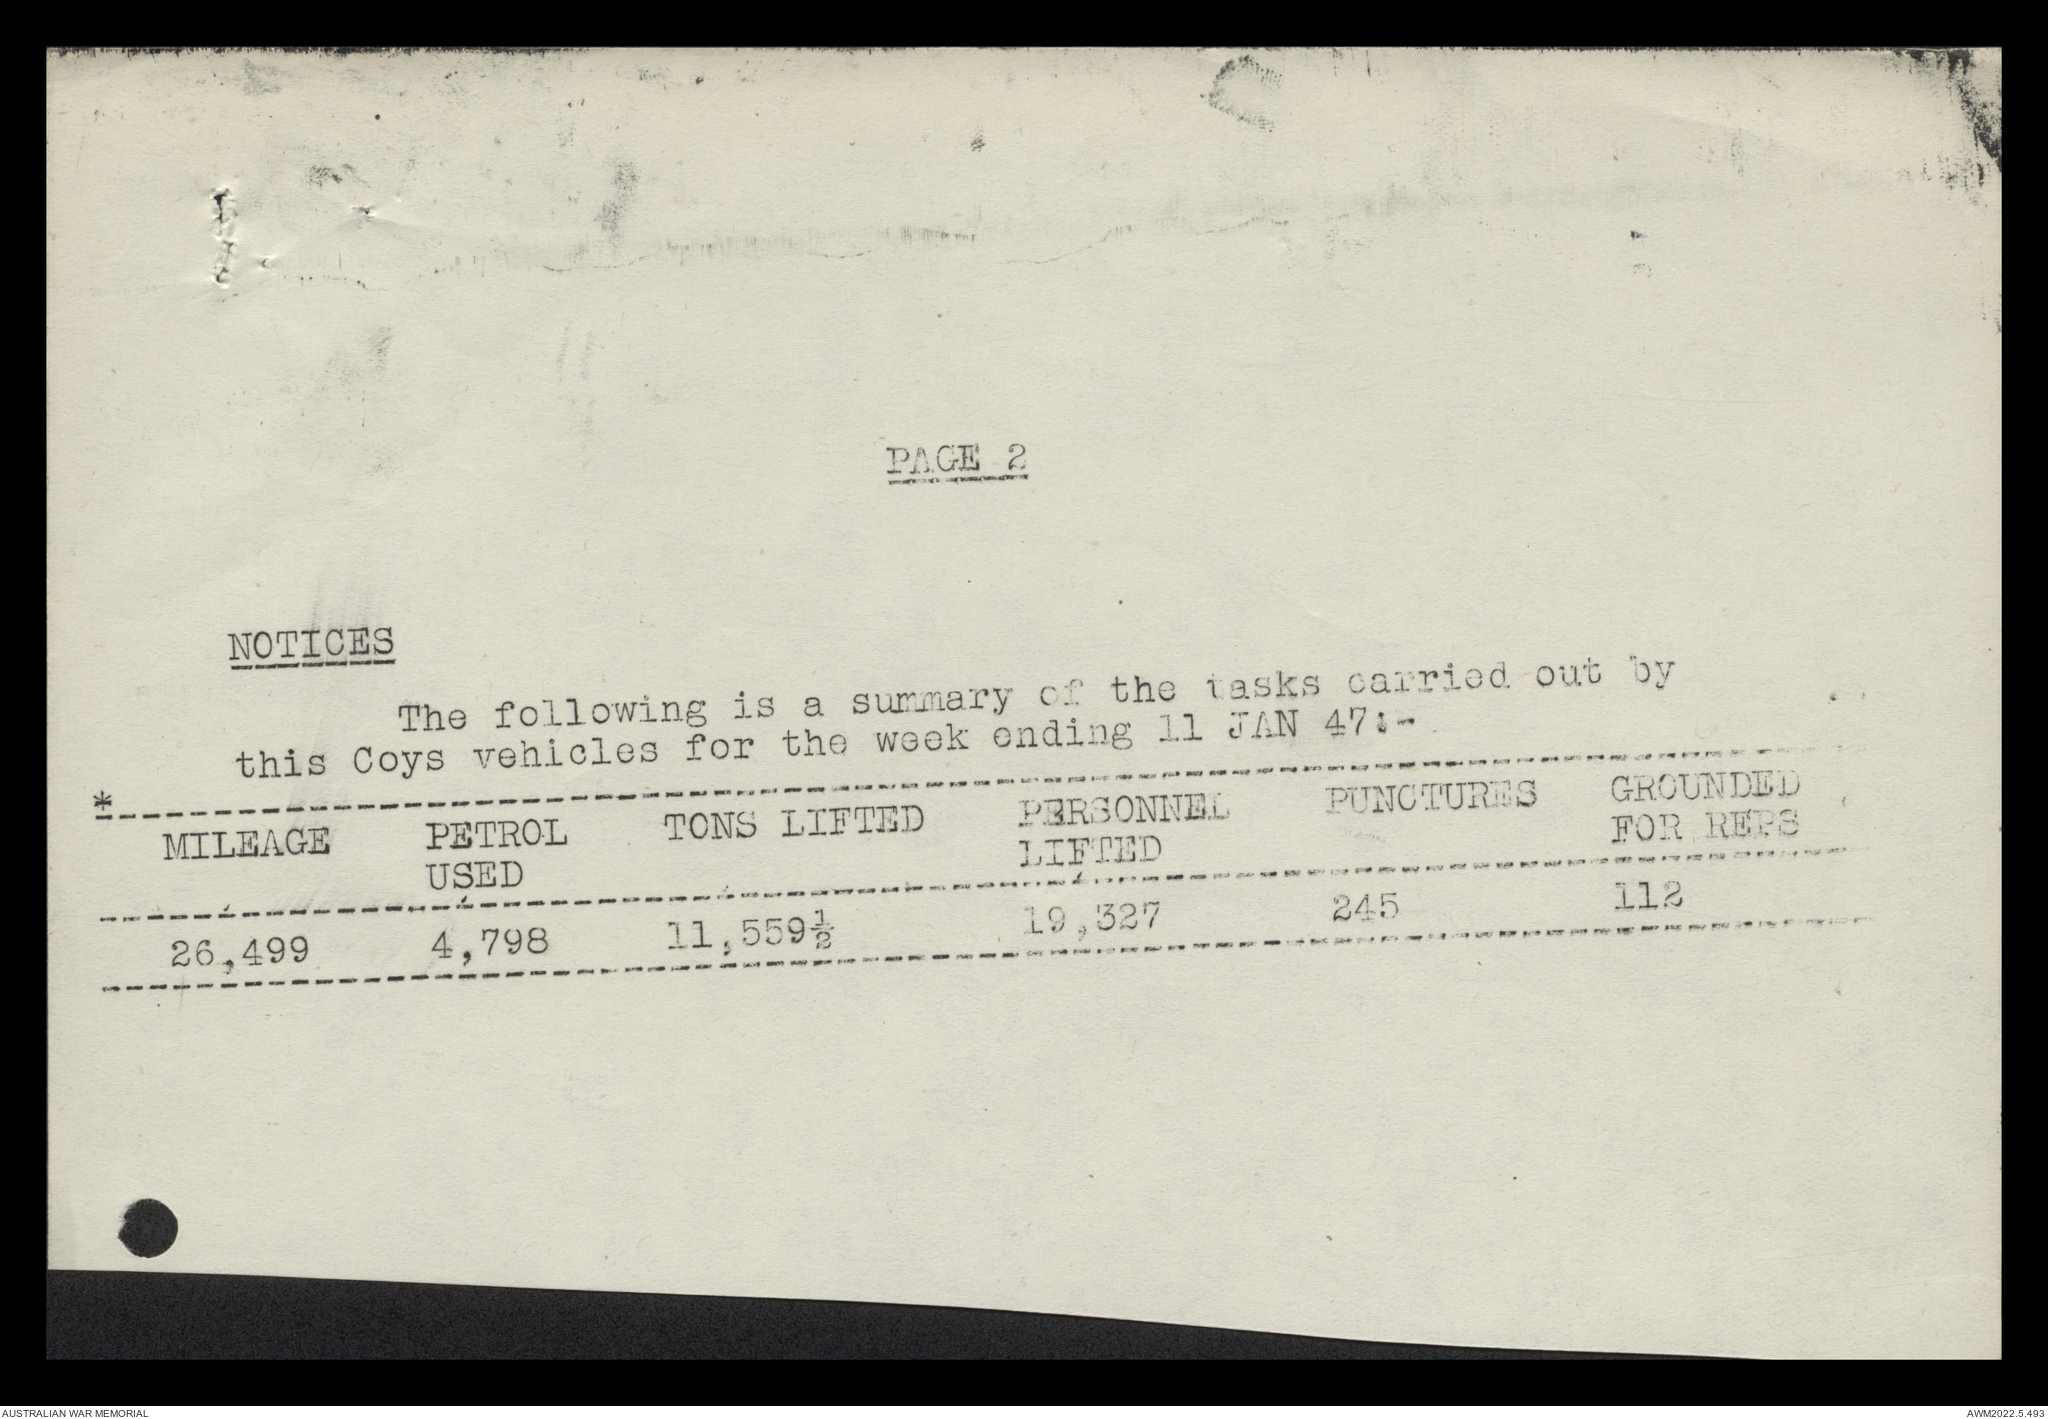 PAGE 2
NOTICES
The following is a summary of the tasks carried out by
this Coys vehicles for the week ending 11 JAN 47:-
*
MILEAGE PETROL USED TONS LIFTED PERSONNEL LIFTED PUNCTURES GROUNDED FOR REPS
26,499 4,798 11,559½ 19,327 245 112
AUSTRALIAN WAR MEMORIAL AWM2022.5.493